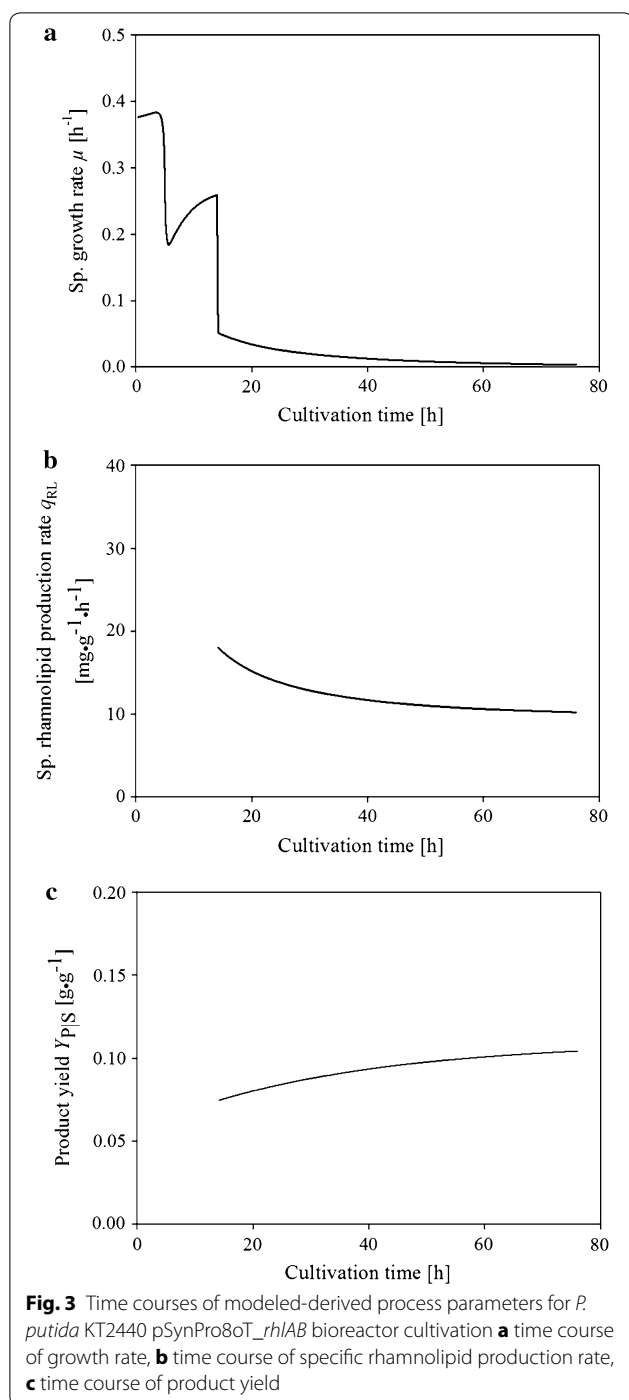 a
0.5
0.4
0.3
0.2
0.1
0.0
Sp. growth rate μ [h-1]
0
20
40
60
80
Cultivation time [h]
b
40
30
20
10
0
Sp. rhamnolipid production rate qRL
[mg•g-1•h-1]
0
20
40
60
80
Cultivation time [h]
c
0.20
0.15
0.10
0.05
0.00
Product yield YP|S [g•g-1]
0
20
40
60
80
Cultivation time [h]
Fig. 3 Time courses of modeled-derived process parameters for P.
putida KT2440 pSynPro8oT_rhlAB bioreactor cultivation a time course
of growth rate, b time course of specific rhamnolipid production rate,
c time course of product yield